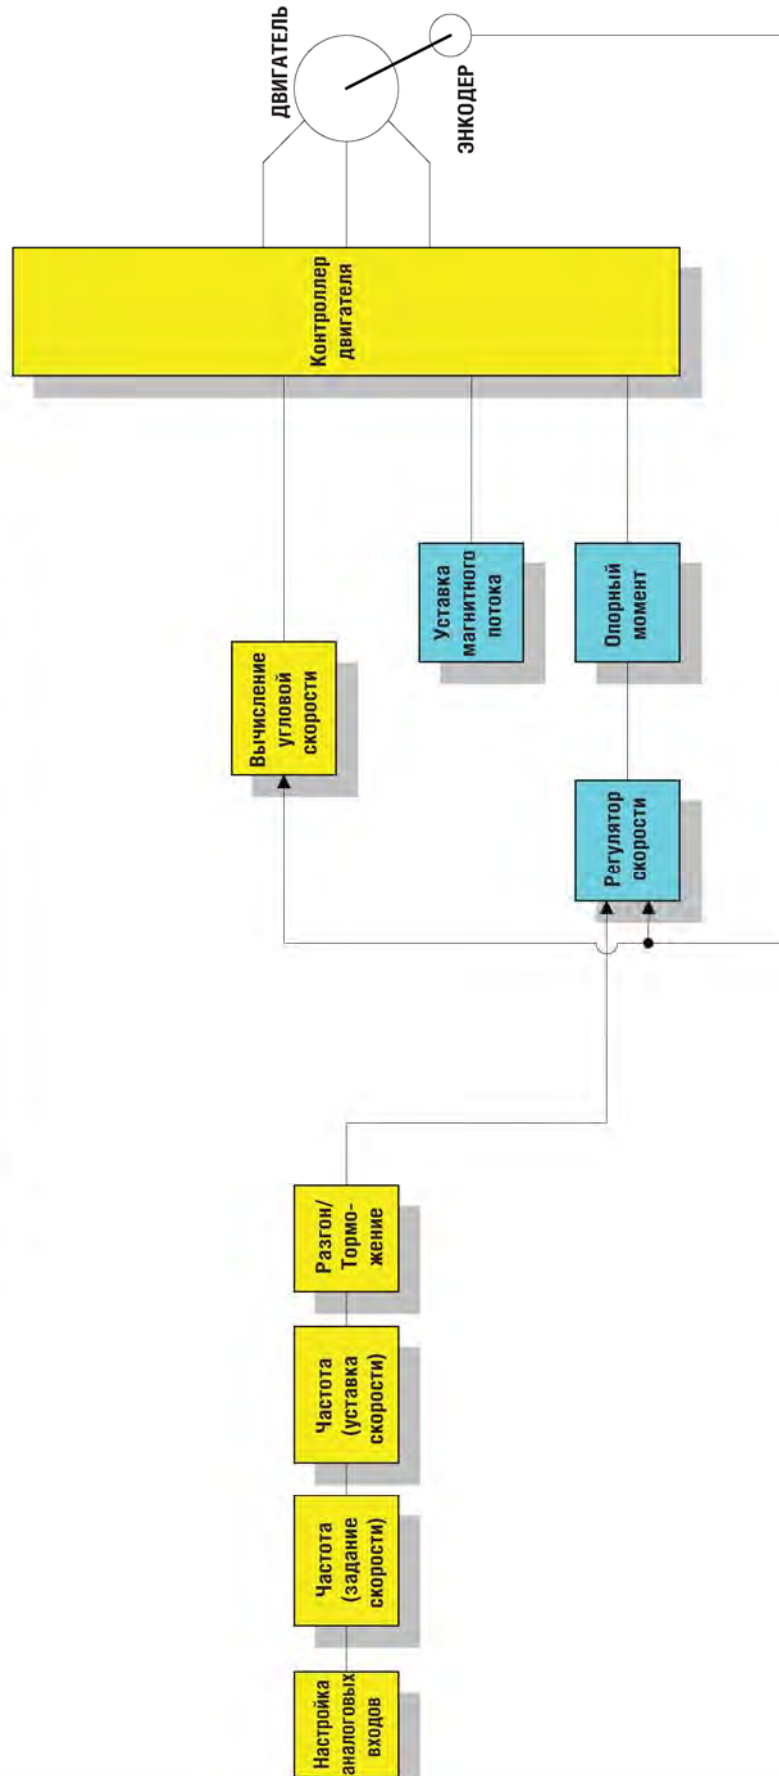 Настройка
аналоговых
входов
Частота
(задание
скорости)
Частота
(уставка
скорости)
Разгон/
Тормо-
жение
Вычисление
угловой
скорости
Регулятор
скорости
Уставка
магнитного
потока
Опорный
момент
Контроллер
двигателя
ДВИГАТЕЛЬ
ЭНКОДЕР